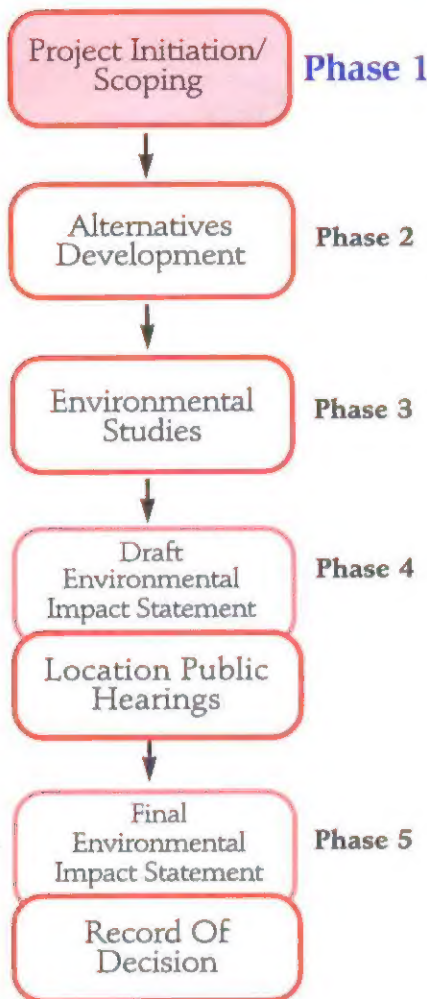 Project Initiation/
Scoping
Phase 1
Alternatives
Development
Phase 2
Environmental
Studies
Phase 3
Draft
Environmental
Impact Statement
Phase 4
Location Public
Hearings
Final
Environmental
Impact Statement
Phase 5
Record Of
Decision